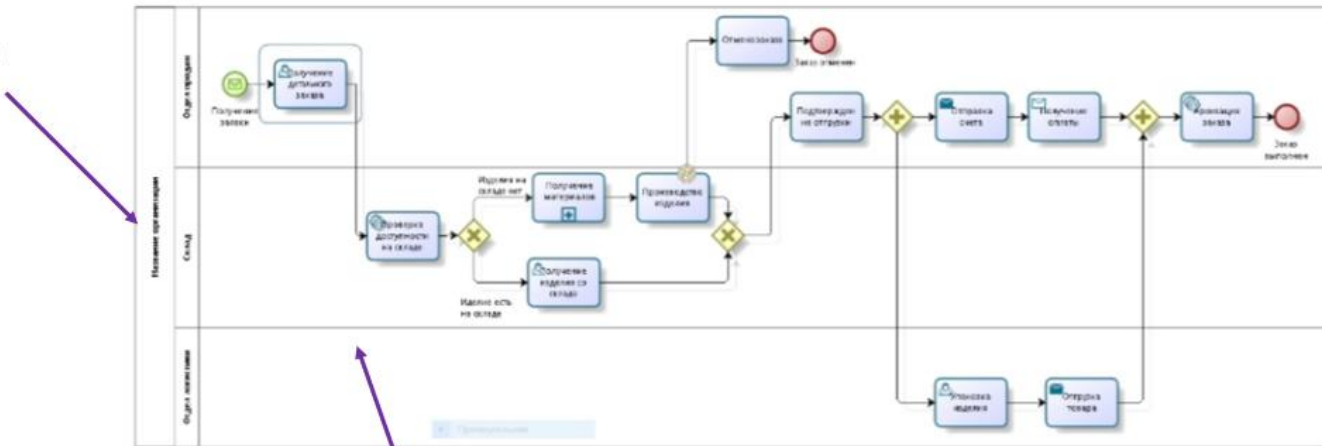 Название организации
Отдел продаж
Склад
Отдел логистики
Получение
заявки
Получение
детального
заказа
Отмена заказа
Заказ отменен
Отправка
счета
Получение
оплаты
Архивация
заказа
Заказ
выполнен
Проверка
доступности
на складе
Изделия на
складе нет
Изделие есть
на складе
Получение
материалов
Производство
изделия
Получение
изделия со
склада
Упаковка
изделия
Отгрузка
товара